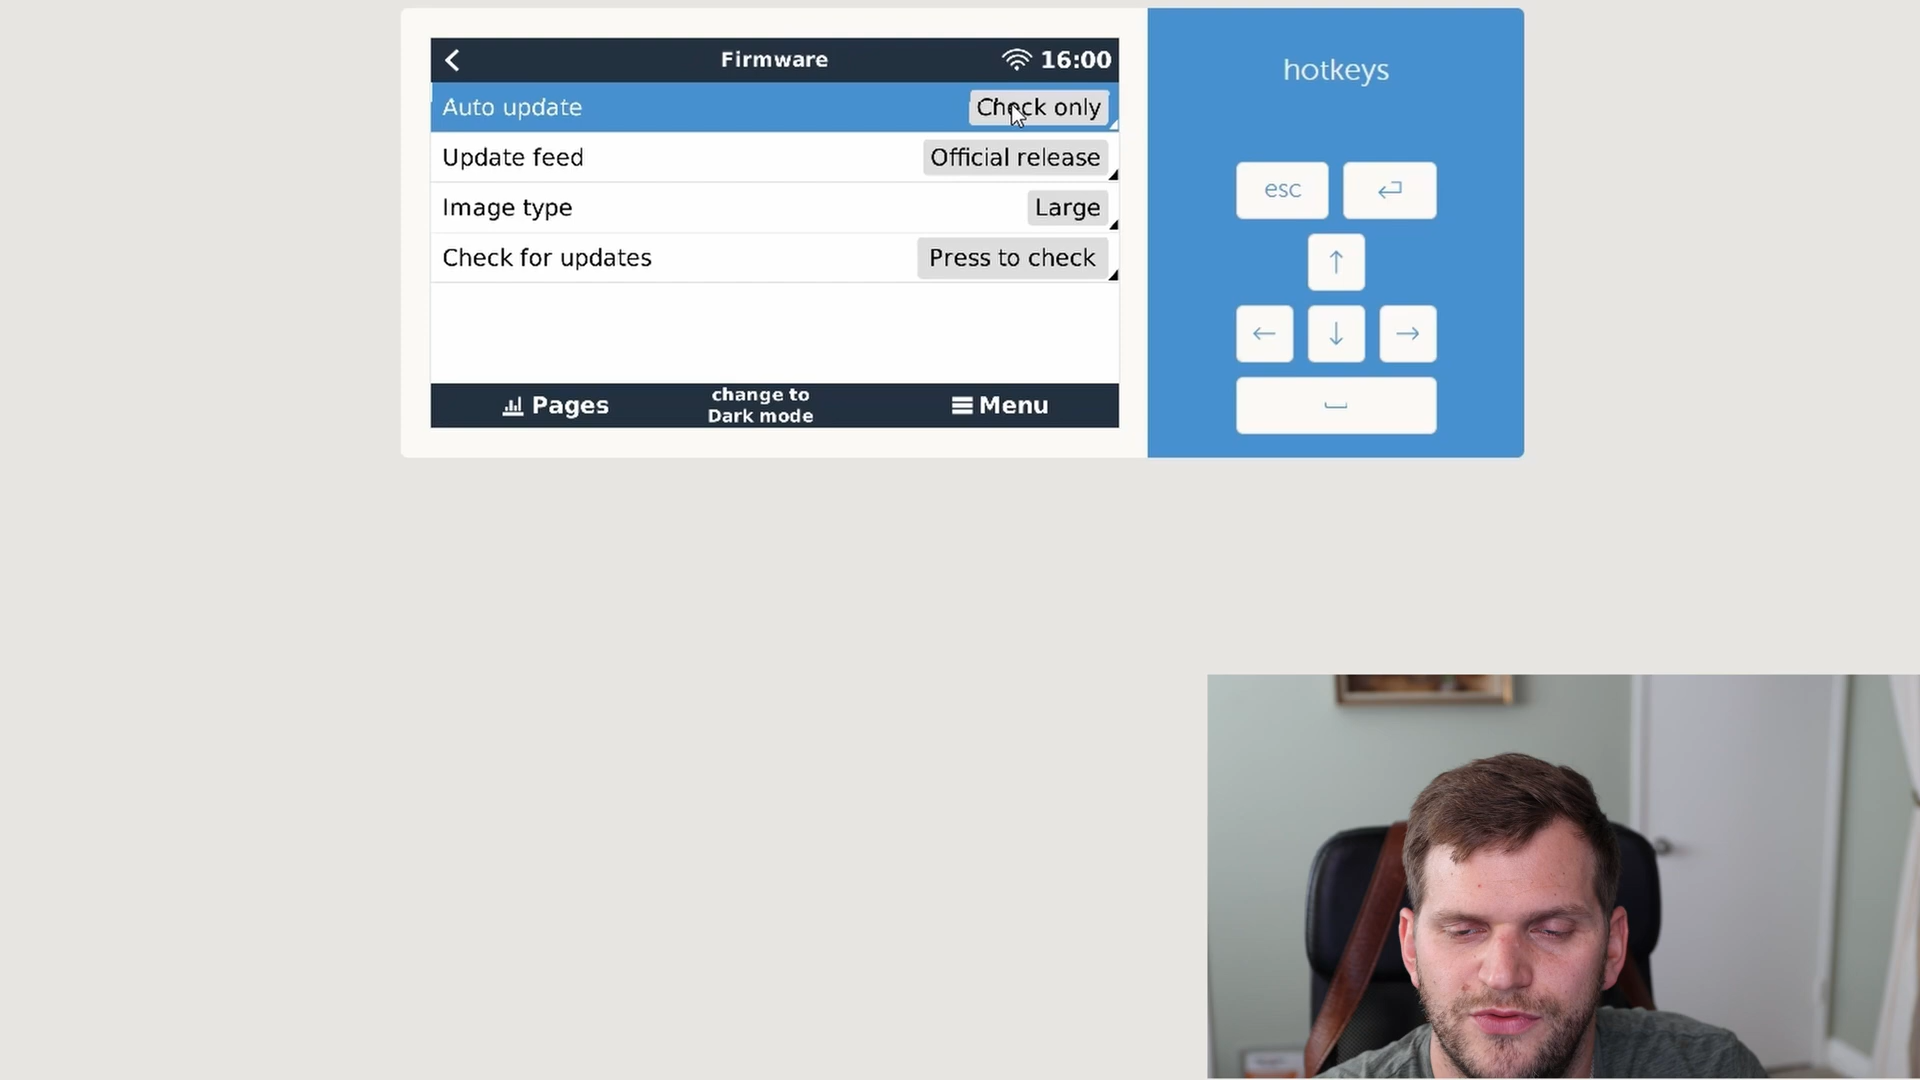 Firmware
16:00
Auto update
Check only
Update feed
Official release
Image type
Large
Check for updates
Press to check
Pages
change to
Dark mode
Menu
hotkeys
esc